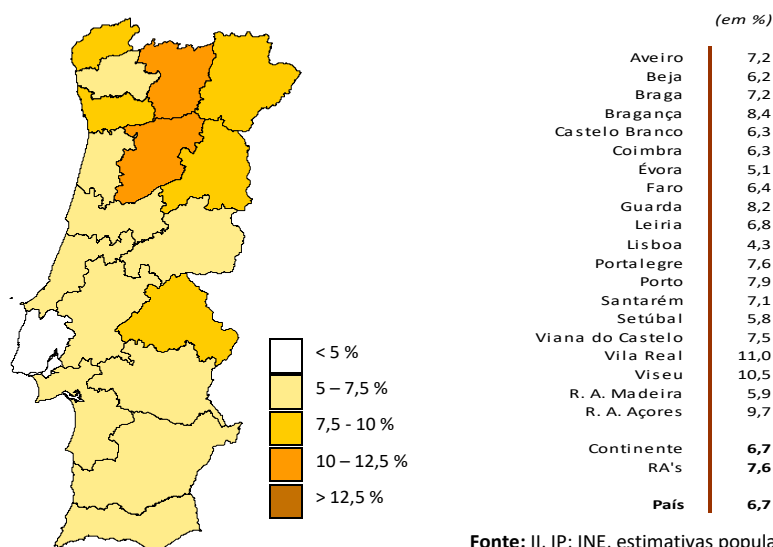 (em %)
Aveiro 7,2
Beja 6,2
Braga 7,2
Bragança 8,4
Castelo Branco 6,3
Coimbra 6,3
Évora 5,1
Faro 6,4
Guarda 8,2
Leiria 6,8
Lisboa 4,3
Portalegre 7,6
Porto 7,9
Santarém 7,1
Setúbal 5,8
Viana do Castelo 7,5
Vila Real 11,0
Viseu 10,5
R. A. Madeira 5,9
R. A. Açores 9,7
Continente 6,7
RA's 7,6
País 6,7
< 5 %
5 – 7,5 %
7,5 - 10 %
10 – 12,5 %
> 12,5 %
Fonte: II, IP; INE, estimativas popula